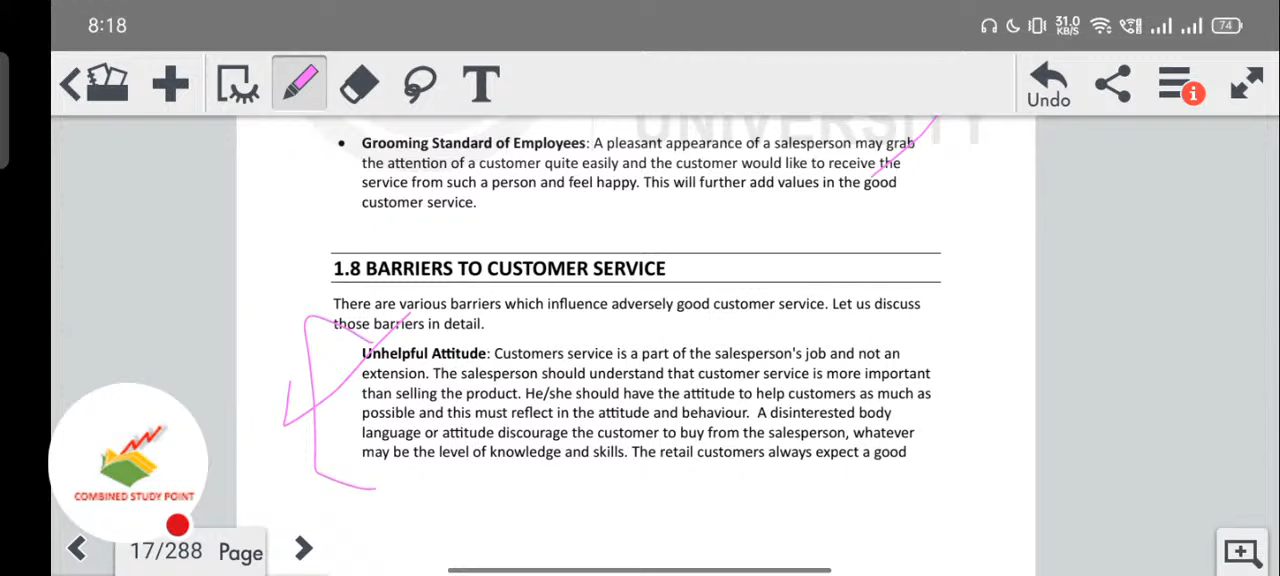 8:18
31.0
KB/S
74
T
Undo
i
UNIVERSITY
• Grooming Standard of Employees: A pleasant appearance of a salesperson may grab
the attention of a customer quite easily and the customer would like to receive the
service from such a person and feel happy. This will further add values in the good
customer service.
1.8 BARRIERS TO CUSTOMER SERVICE
There are various barriers which influence adversely good customer service. Let us discuss
those barriers in detail.
Unhelpful Attitude: Customers service is a part of the salesperson's job and not an
extension. The salesperson should understand that customer service is more important
than selling the product. He/she should have the attitude to help customers as much as
possible and this must reflect in the attitude and behaviour. A disinterested body
language or attitude discourage the customer to buy from the salesperson, whatever
may be the level of knowledge and skills. The retail customers always expect a good
COMBINED STUDY POINT
17/288 Page